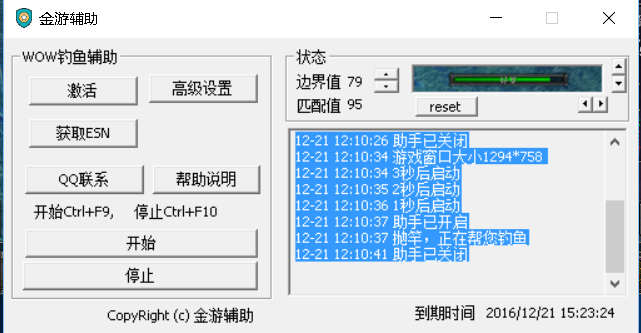 金游辅助
WOW钓鱼辅助
激活
高级设置
获取ESN
QQ联系
帮助说明
开始Ctrl+F9, 停止Ctrl+F10
开始
停止
状态
边界值 79
匹配值 95
reset
12-21 12:10:26 助手已关闭
12-21 12:10:34 游戏窗口大小1294*758
12-21 12:10:34 3秒后启动
12-21 12:10:35 2秒后启动
12-21 12:10:36 1秒后启动
12-21 12:10:37 助手已开启
12-21 12:10:37 抛竿，正在帮您钓鱼
12-21 12:10:41 助手已关闭
CopyRight (c) 金游辅助
到期时间 2016/12/21 15:23:24